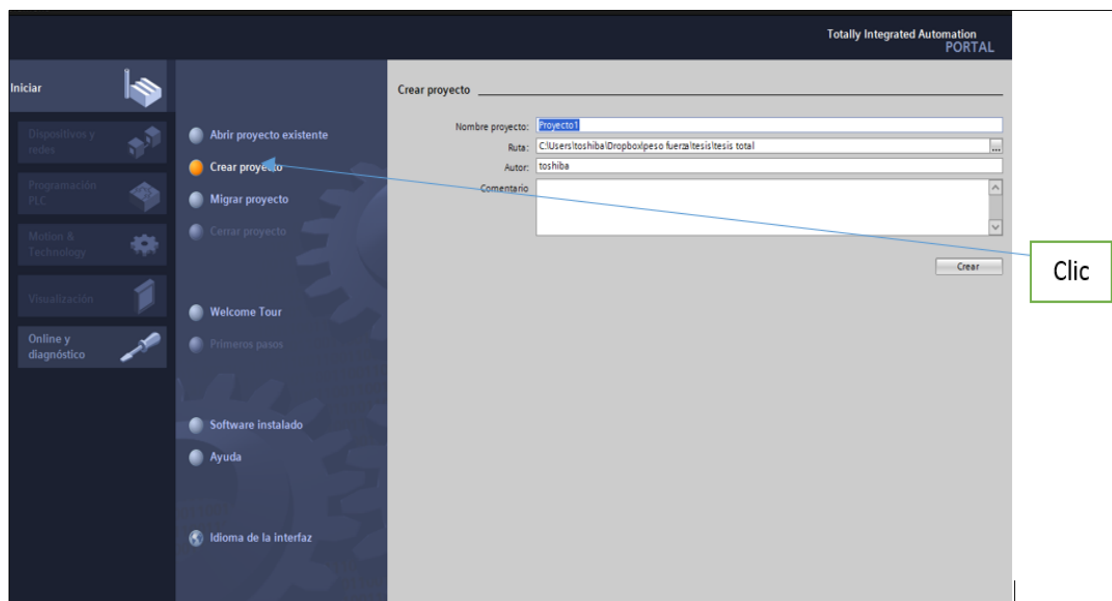 Totally Integrated Automation
PORTAL
Iniciar
Dispositivos y
redes
Programación
PLC
Motion &
Technology
Visualización
Online y
diagnóstico
Abrir proyecto existente
Crear proyecto
Migrar proyecto
Cerrar proyecto
Welcome Tour
Primeros pasos
Software instalado
Ayuda
Idioma de la interfaz
Crear proyecto
Nombre proyecto: Proyecto1
Ruta: C:\Users\toshiba\Dropbox\peso fuerza\tesis\tesis total
...
Autor: toshiba
Comentario
Crear
Clic